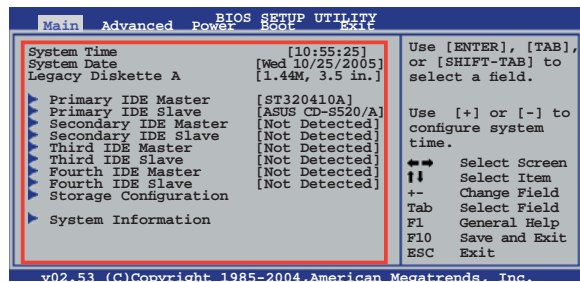 BIOS SETUP UTILITY
Main Advanced Power Boot Exit
System Time [10:55:25]
System Date [Wed 10/25/2005]
Legacy Diskette A [1.44M, 3.5 in.]
Primary IDE Master [ST320410A]
Primary IDE Slave [ASUS CD-S520/A]
Secondary IDE Master [Not Detected]
Secondary IDE Slave [Not Detected]
Third IDE Master [Not Detected]
Third IDE Slave [Not Detected]
Fourth IDE Master [Not Detected]
Fourth IDE Slave [Not Detected]
Storage Configuration
System Information
Use [ENTER], [TAB],
or [SHIFT-TAB] to
select a field.
Use [+] or [-] to
configure system
time.
Select Screen
Select Item
+- Change Field
Tab Select Field
F1 General Help
F10 Save and Exit
ESC Exit
v02.53 (C)Copyright 1985-2004,American Megatrends, Inc.